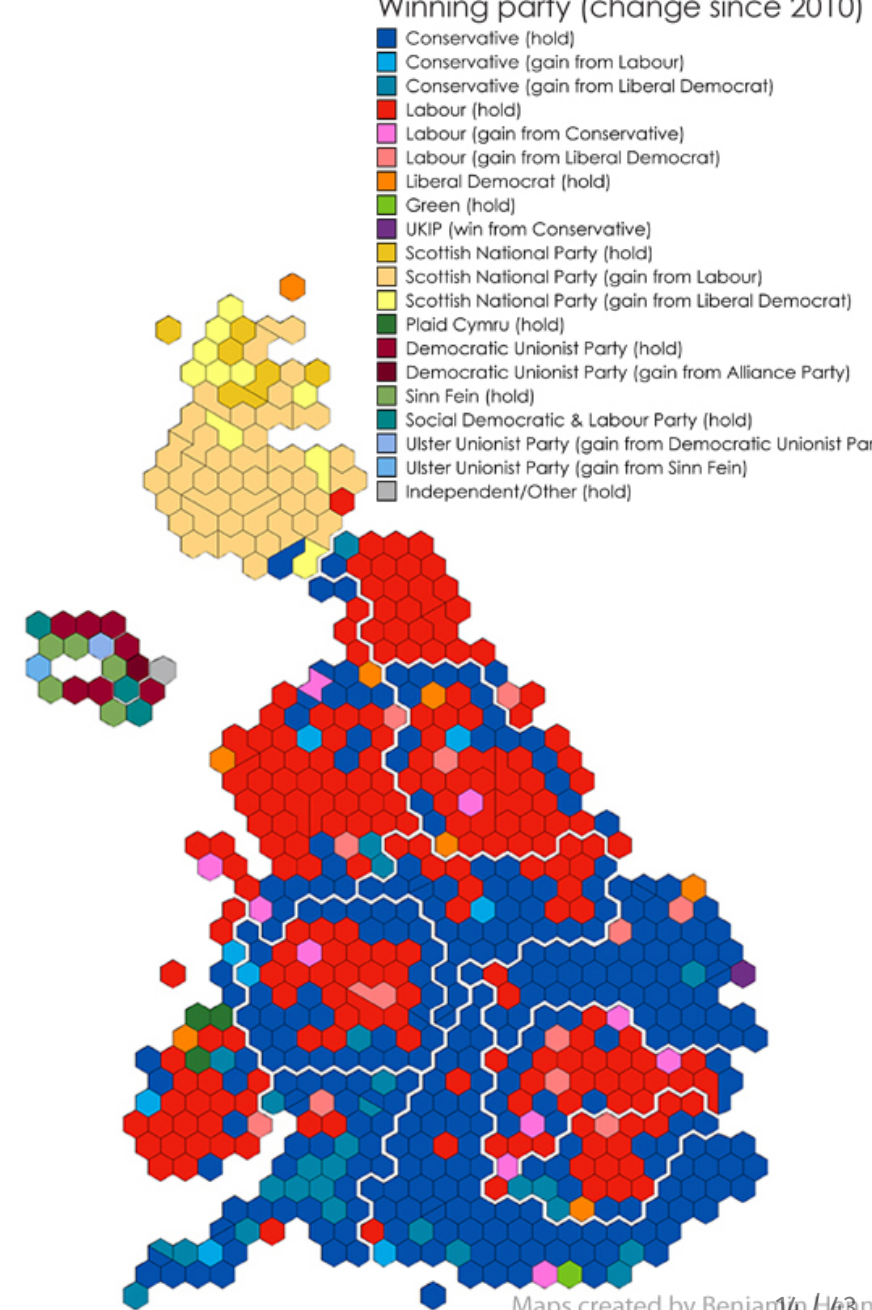 Winning party (change since 2010)
Conservative (hold)
Conservative (gain from Labour)
Conservative (gain from Liberal Democrat)
Labour (hold)
Labour (gain from Conservative)
Labour (gain from Liberal Democrat)
Liberal Democrat (hold)
Green (hold)
UKIP (win from Conservative)
Scottish National Party (hold)
Scottish National Party (gain from Labour)
Scottish National Party (gain from Liberal Democrat)
Plaid Cymru (hold)
Democratic Unionist Party (hold)
Democratic Unionist Party (gain from Alliance Party)
Sinn Fein (hold)
Social Democratic & Labour Party (hold)
Ulster Unionist Party (gain from Democratic Unionist Par
Ulster Unionist Party (gain from Sinn Fein)
Independent/Other (hold)
Maps created by